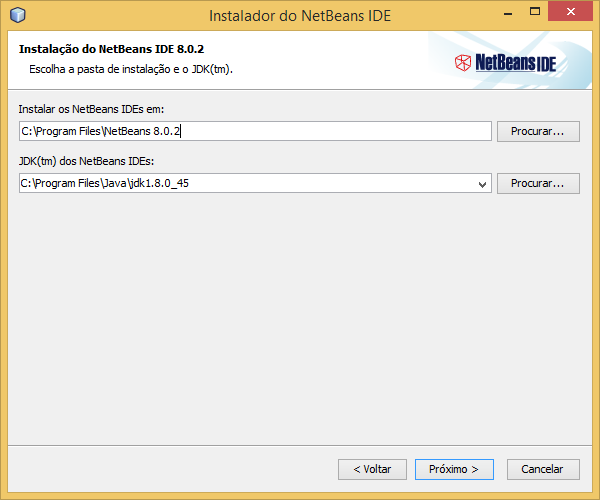 Instalador do NetBeans IDE
Instalação do NetBeans IDE 8.0.2
Escolha a pasta de instalação e o JDK(tm).
NetBeans IDE
Instalar os NetBeans IDEs em:
C:\Program Files\NetBeans 8.0.2
Procurar...
JDK(tm) dos NetBeans IDEs:
C:\Program Files\Java\jdk1.8.0_45
Procurar...
< Voltar
Próximo >
Cancelar